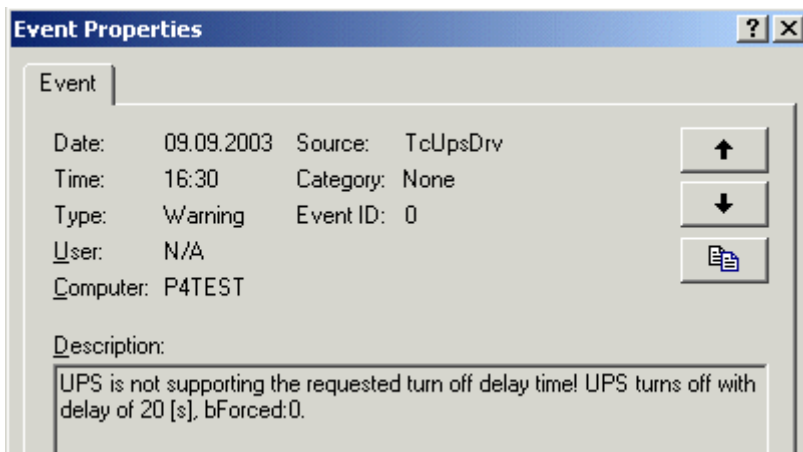 Event Properties
Event
Date: 09.09.2003 Source: TcUpsDrv
Time: 16:30 Category: None
Type: Warning Event ID: 0
User: N/A
Computer: P4TEST
Description:
UPS is not supporting the requested turn off delay time! UPS turns off with
delay of 20 [s], bForced:0.